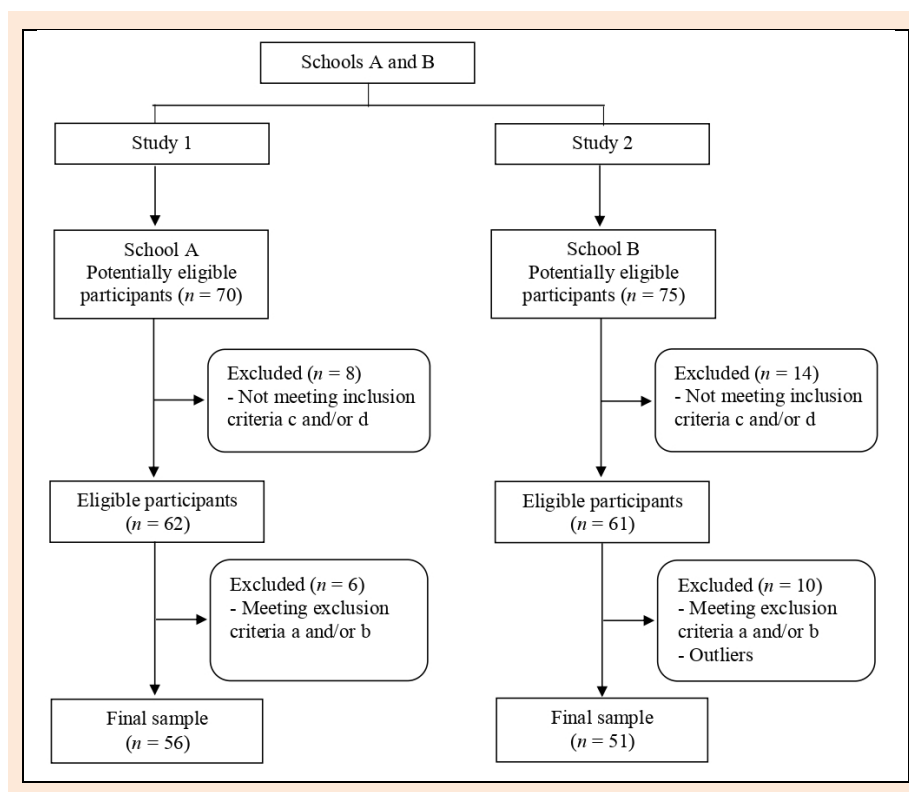 Schools A and B
Study 1
Study 2
School A
Potentially eligible
participants (n = 70)
School B
Potentially eligible
participants (n = 75)
Excluded (n = 8)
- Not meeting inclusion
criteria c and/or d
Excluded (n = 14)
- Not meeting inclusion
criteria c and/or d
Eligible participants
(n = 62)
Eligible participants
(n = 61)
Excluded (n = 6)
- Meeting exclusion
criteria a and/or b
Excluded (n = 10)
- Meeting exclusion
criteria a and/or b
- Outliers
Final sample
(n = 56)
Final sample
(n = 51)